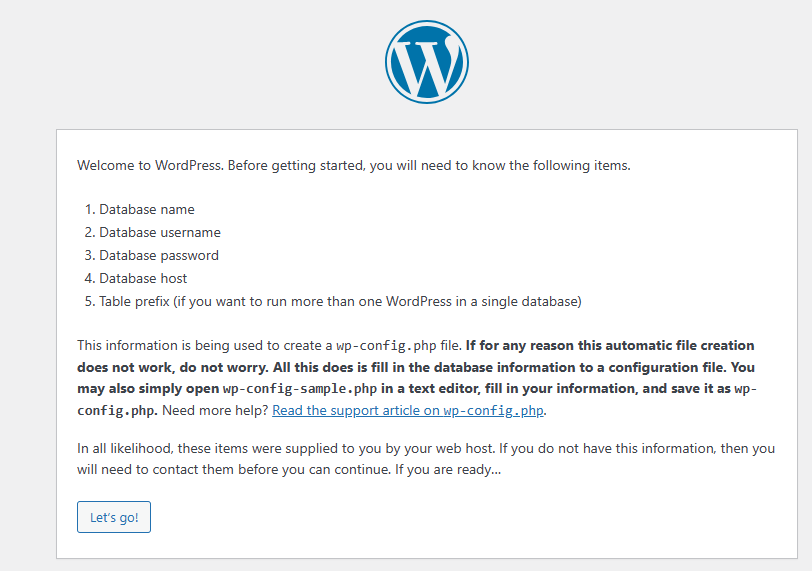 Welcome to WordPress. Before getting started, you will need to know the following items.
1. Database name
2. Database username
3. Database password
4. Database host
5. Table prefix (if you want to run more than one WordPress in a single database)
This information is being used to create a wp-config.php file. If for any reason this automatic file creation
does not work, do not worry. All this does is fill in the database information to a configuration file. You
may also simply open wp-config-sample.php in a text editor, fill in your information, and save it as wp-
config.php. Need more help? Read the support article on wp-config.php.
In all likelihood, these items were supplied to you by your web host. If you do not have this information, then you
will need to contact them before you can continue. If you are ready…
Let’s go!